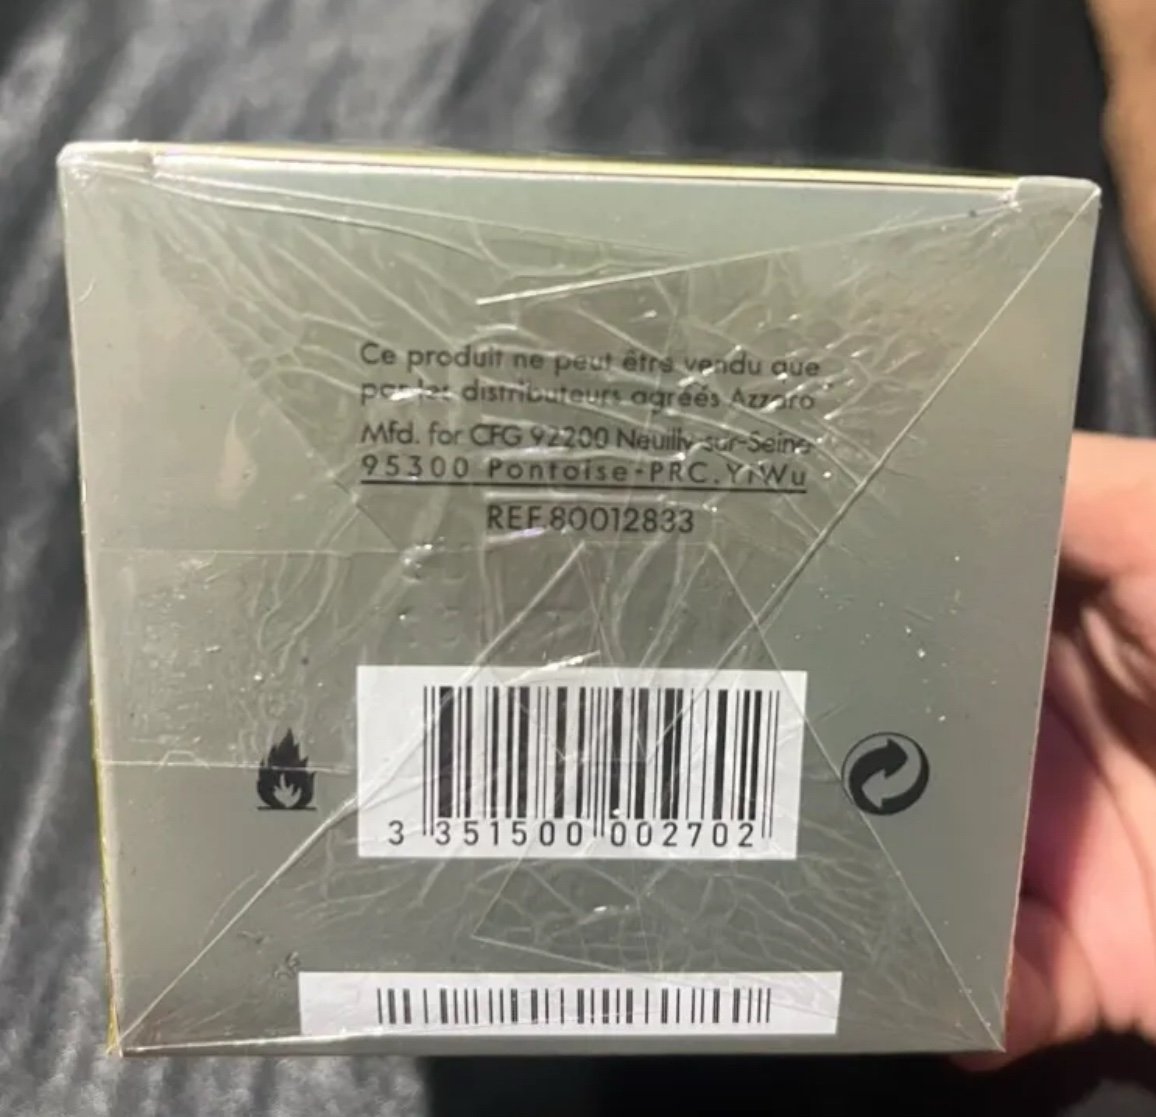 Ce produit ne peut être vendu que
par les distributeurs agréés Azzaro
Mfd. for CFG 92200 Neuilly-sur-Seine
95300 Pontoise-PRC.YiWu
REF.80012833
3 351500 002702